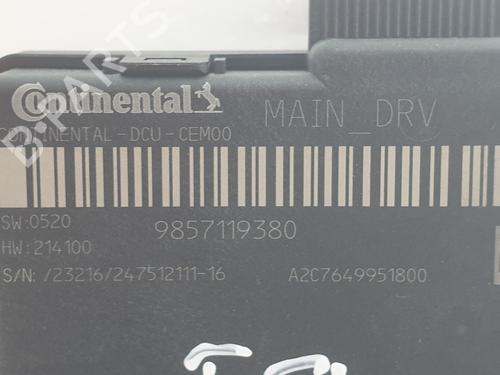 B-PARTS
Continental
MAIN_DRV
CONTINENTAL-DCU-CEM00
SW:0520
9857119380
HW:214100
S/N: /23216/247512111-16
A2C7649951800